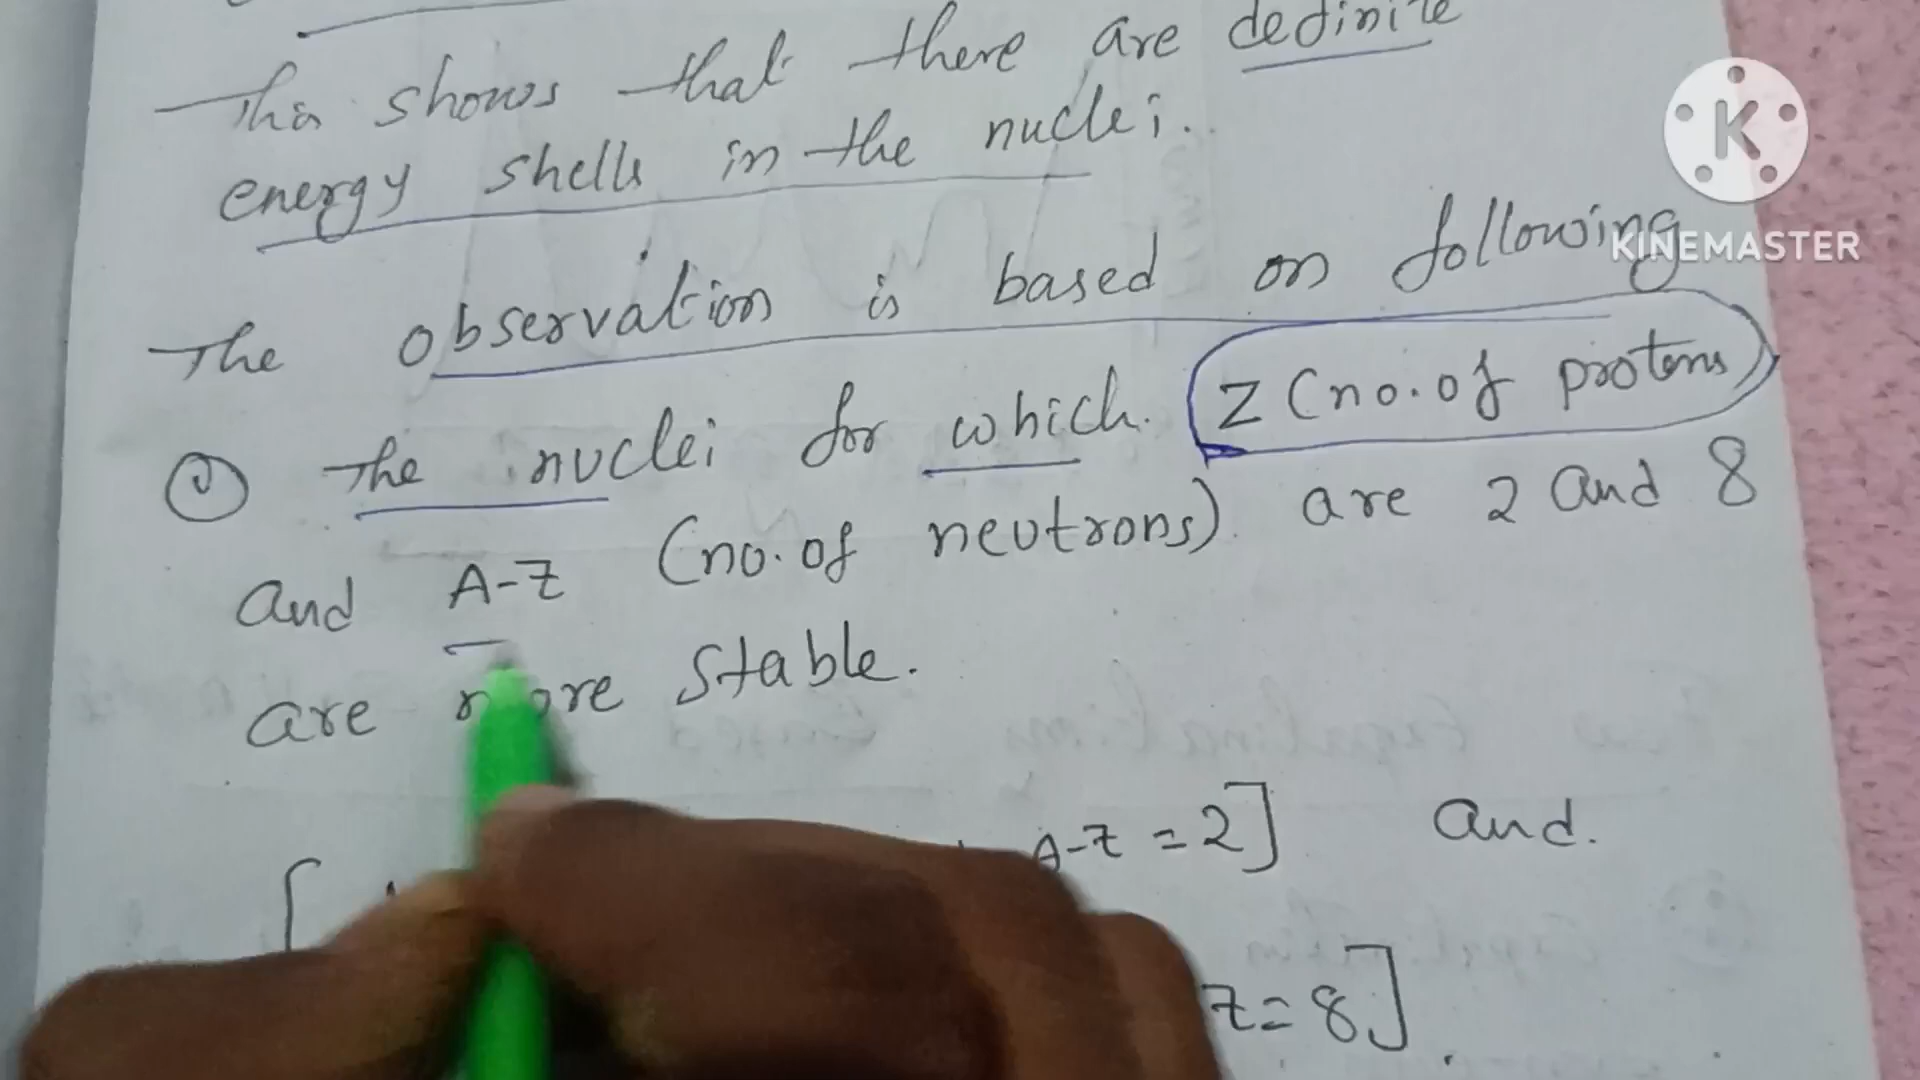 This shows that there are definite
energy shells in the nuclei.
The observation is based on following
① The nuclei for which. Z (no. of protons)
and A-Z (no. of neutrons) are 2 and 8
are more stable.
[ A-Z = 2] and.
Z = 8].
K
KINEMASTER